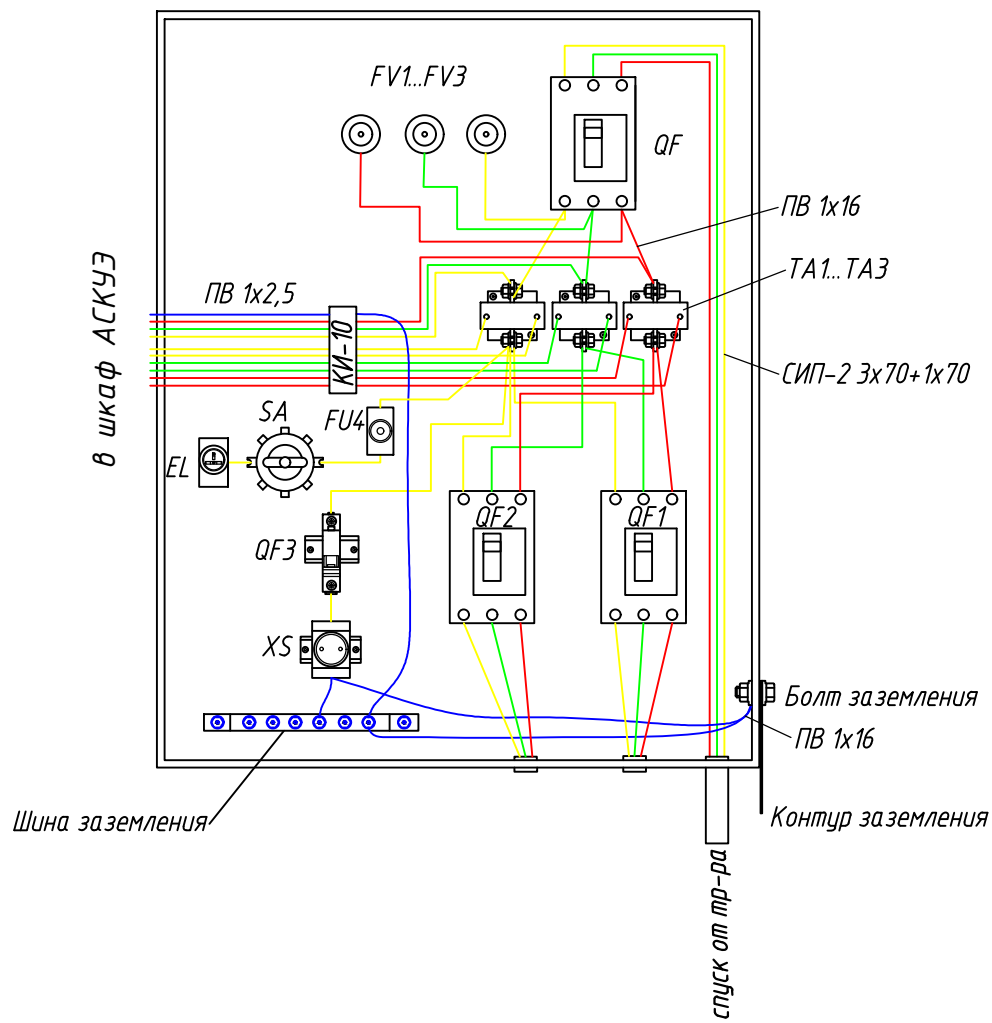 FV1...FV3
QF
ПВ 1х16
ТА1...ТА3
ПВ 1х2,5
в шкаф АСКУЭ
КИ-10
СИП-2 3х70+1х70
SA
FU4
EL
QF2
QF1
QF3
XS
Болт заземления
ПВ 1х16
Шина заземления
Контур заземления
спуск от тр-ра